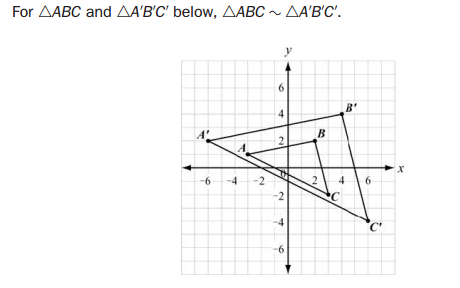 For △ABC and △A'B'C' below, △ABC ~ △A'B'C'.
y
6
4
B'
A'
B
2
A
0
x
-6 -4 -2 2 4 6
-2
C
-4
C'
-6